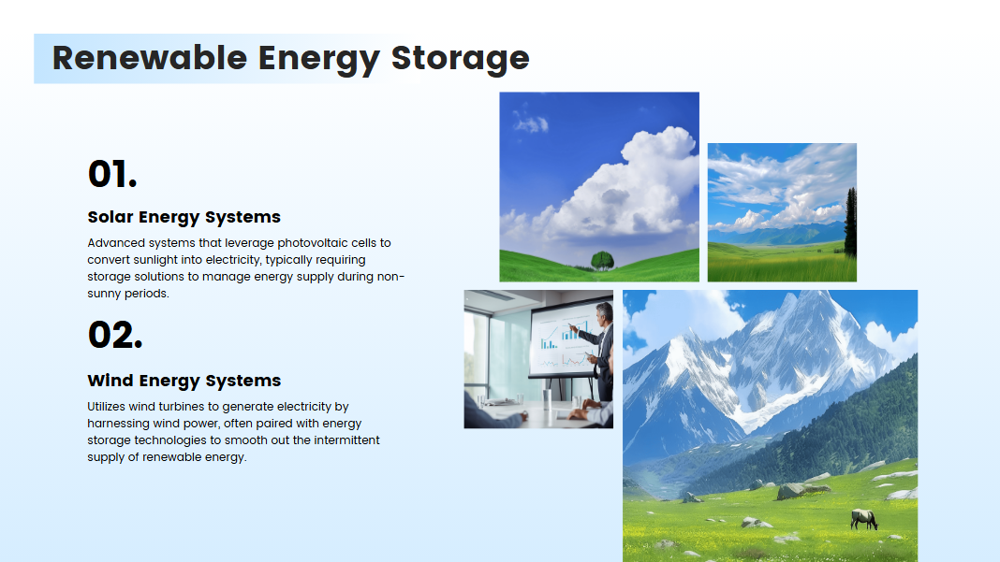 Renewable Energy Storage
01.
Solar Energy Systems
Advanced systems that leverage photovoltaic cells to
convert sunlight into electricity, typically requiring
storage solutions to manage energy supply during non-
sunny periods.
02.
Wind Energy Systems
Utilizes wind turbines to generate electricity by
harnessing wind power, often paired with energy
storage technologies to smooth out the intermittent
supply of renewable energy.